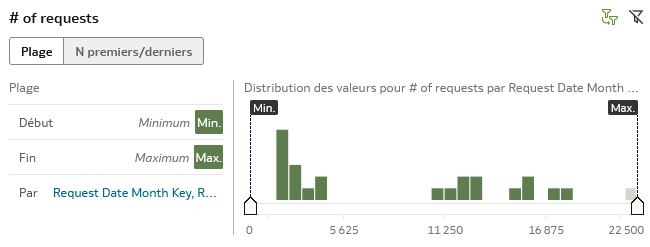 # of requests
Plage
N premiers/derniers
Plage
Début Minimum Min.
Fin Maximum Max.
Par Request Date Month Key, R...
Distribution des valeurs pour # of requests par Request Date Month ...
Min. Max.
0 5 625 11 250 16 875 22 500